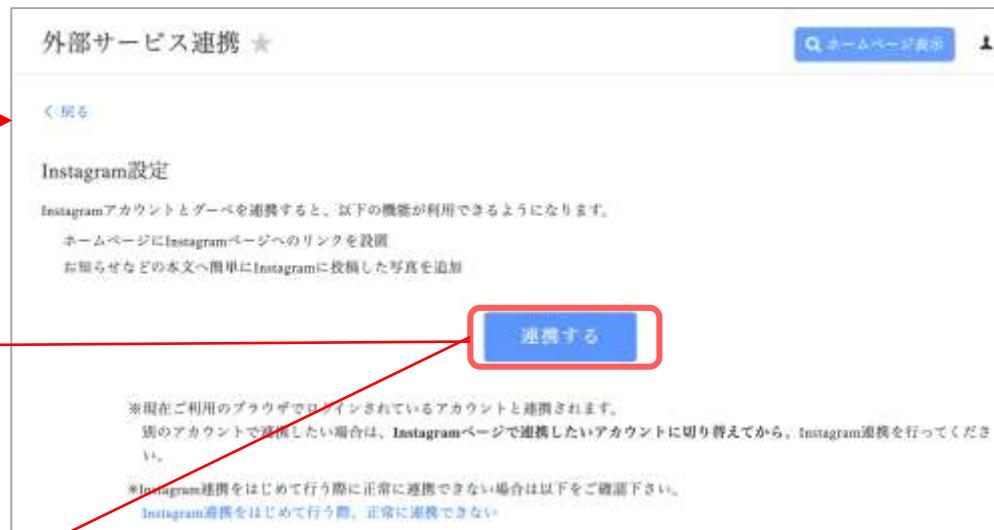 外部サービス連携 ★
ホームページ表示
< 戻る
Instagram設定
Instagramアカウントとグーペを連携すると、以下の機能が利用できるようになります。
ホームページにInstagramページへのリンクを設置
お知らせなどの本文へ簡単にInstagramに投稿した写真を追加
連携する
※現在ご利用のブラウザでログインされているアカウントと連携されます。
別のアカウントで連携したい場合は、Instagramページで連携したいアカウントに切り替えてから、Instagram連携を行ってくださ
い。
※Instagram連携をはじめて行う際に正常に連携できない場合は以下をご確認下さい。
Instagram連携をはじめて行う際、正常に連携できない